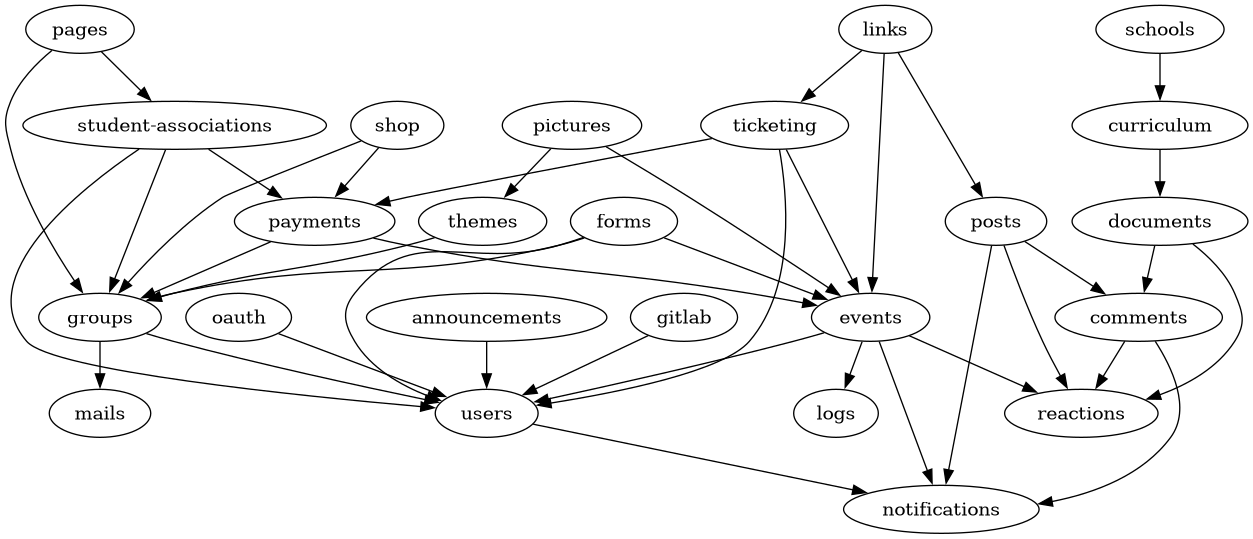 pages
links
schools
student-associations
shop
pictures
ticketing
curriculum
payments
themes
forms
posts
documents
groups
oauth
announcements
gitlab
events
comments
mails
users
logs
reactions
notifications